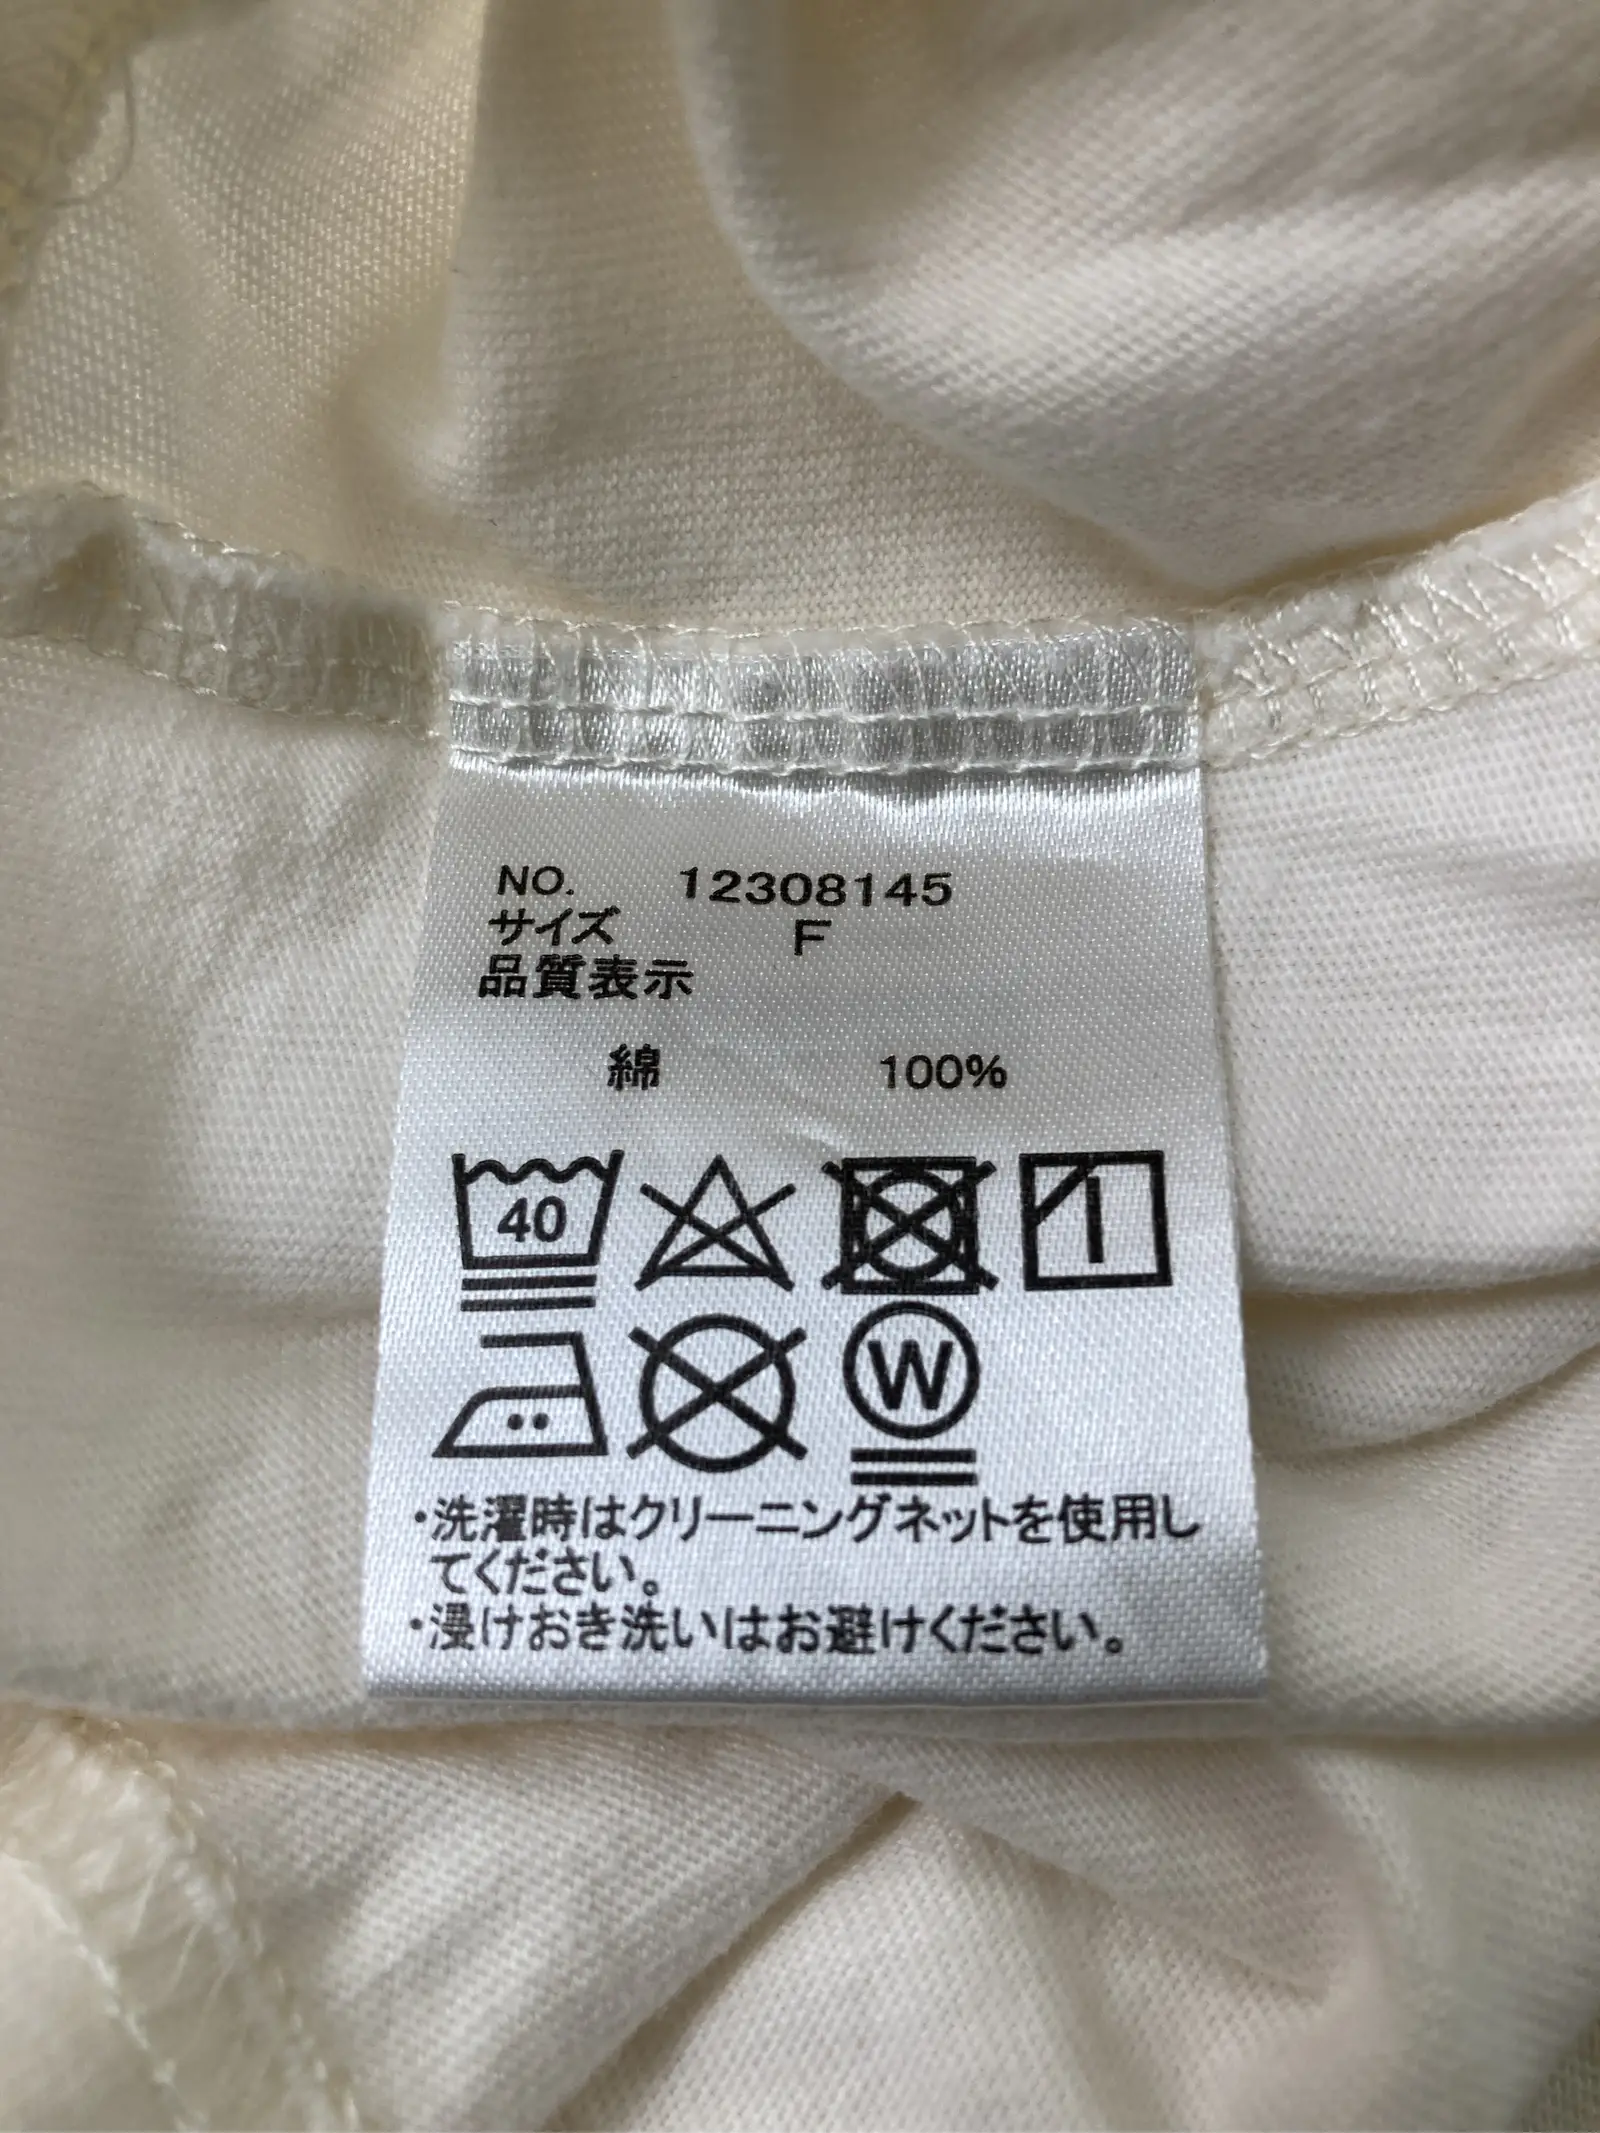 NO. 12308145
サイズ F
品質表示
綿 100%
40
W
・洗濯時はクリーニングネットを使用し
てください。
・浸けおき洗いはお避けください。